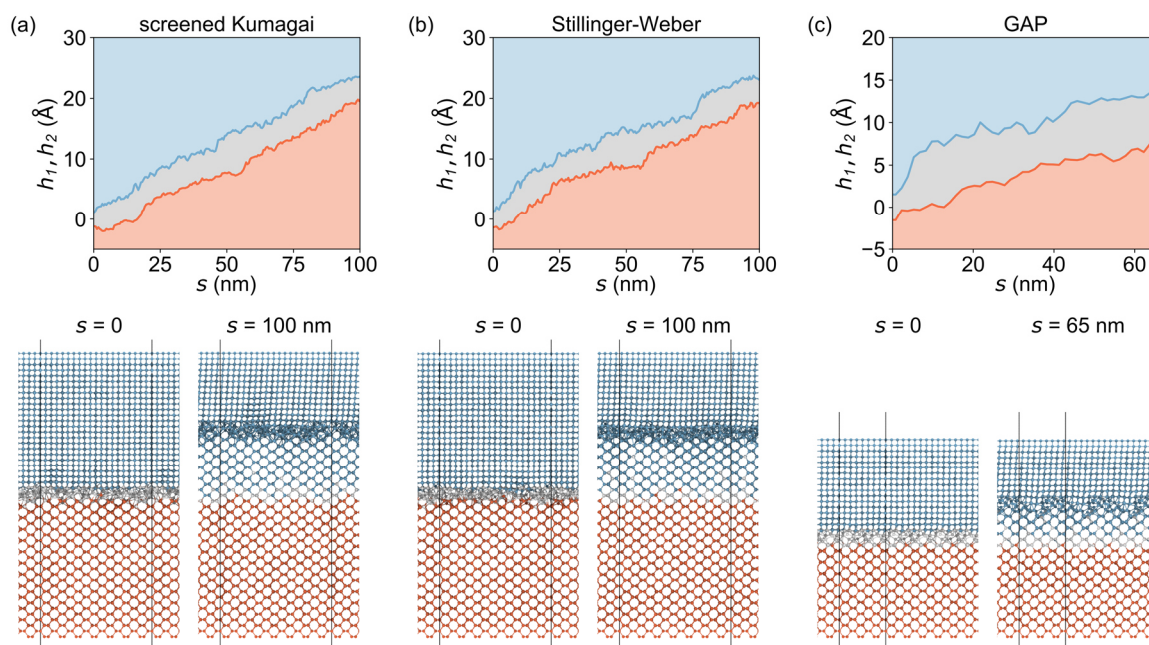 (a) screened Kumagai
30
20
10
0
h1, h2 (Å)
0 25 50 75 100
s (nm)
s = 0 s = 100 nm
(b) Stillinger-Weber
30
20
10
0
h1, h2 (Å)
0 25 50 75 100
s (nm)
s = 0 s = 100 nm
(c) GAP
20
15
10
5
0
−5
h1, h2 (Å)
0 20 40 60
s (nm)
s = 0 s = 65 nm